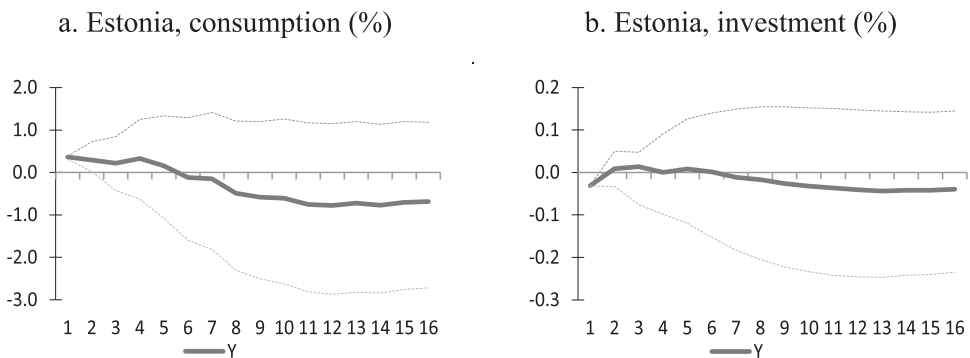 a. Estonia, consumption (%)
2.0
1.0
0.0
-1.0
-2.0
-3.0
1 2 3 4 5 6 7 8 9 10 11 12 13 14 15 16
Y
b. Estonia, investment (%)
0.2
0.1
0.0
-0.1
-0.2
-0.3
1 2 3 4 5 6 7 8 9 10 11 12 13 14 15 16
Y